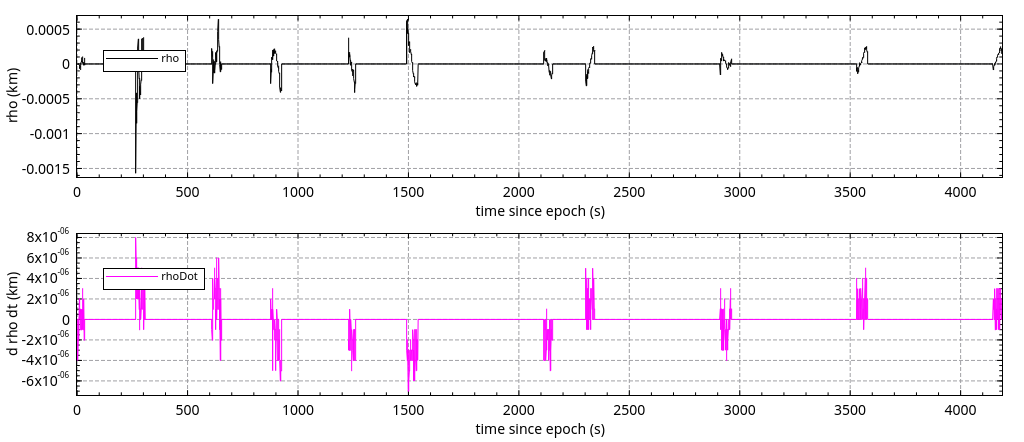 0.0005
0
-0.0005
-0.001
-0.0015
rho (km)
rho
0 500 1000 1500 2000 2500 3000 3500 4000
time since epoch (s)
8x10⁻⁰⁶
6x10⁻⁰⁶
4x10⁻⁰⁶
2x10⁻⁰⁶
0
-2x10⁻⁰⁶
-4x10⁻⁰⁶
-6x10⁻⁰⁶
d rho dt (km)
rhoDot
0 500 1000 1500 2000 2500 3000 3500 4000
time since epoch (s)